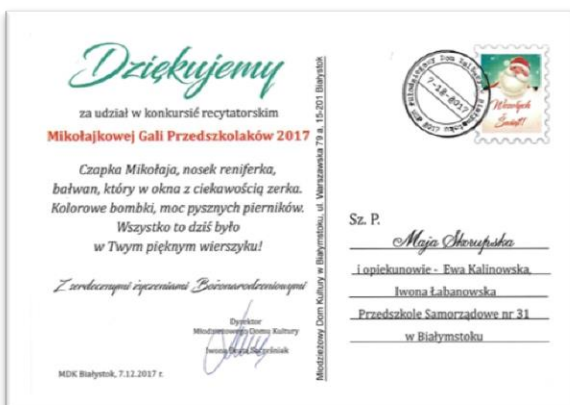 Dziękujemy
za udział w konkursie recytatorskim
Mikołajkowej Gali Przedszkolaków 2017
Czapka Mikołaja, nosek reniferka,
bałwan, który w okna z ciekawością zerka.
Kolorowe bombki, moc pysznych pierników.
Wszystko to dziś było
w Twym pięknym wierszyku!
Z serdecznymi życzeniami Bożonarodzeniowymi
Dyrektor
Młodzieżowego Domu Kultury
Iwona
MDK Białystok, 7.12.2017 r.
Młodzieżowy Dom Kultury w Białymstoku, ul. Warszawska 79 a, 15-201 Białystok
7-12-2017
Wesołych
Świąt!
Sz. P.
Maja Skorupska
i opiekunowie - Ewa Kalinowska,
Iwona Łabanowska
Przedszkole Samorządowe nr 31
w Białymstoku